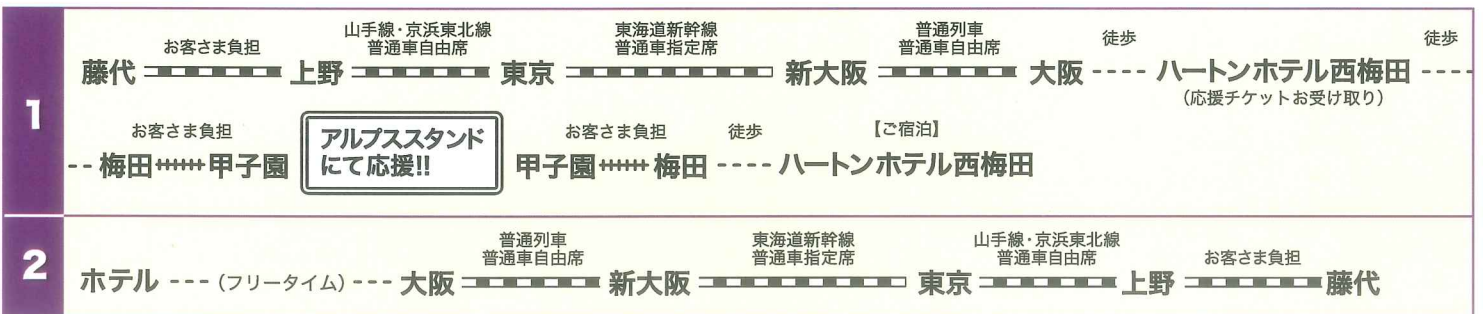 1
お客さま負担
山手線・京浜東北線
普通車自由席
東海道新幹線
普通車指定席
普通列車
普通車自由席
徒歩
徒歩
藤代 上野 東京 新大阪 大阪 ハートンホテル西梅田
(応援チケットお受け取り)
お客さま負担
アルプススタンド
にて応援!!
お客さま負担
徒歩
【ご宿泊】
梅田 甲子園 甲子園 梅田 ハートンホテル西梅田
2
普通列車
普通車自由席
東海道新幹線
普通車指定席
山手線・京浜東北線
普通車自由席
お客さま負担
ホテル (フリータイム) 大阪 新大阪 東京 上野 藤代